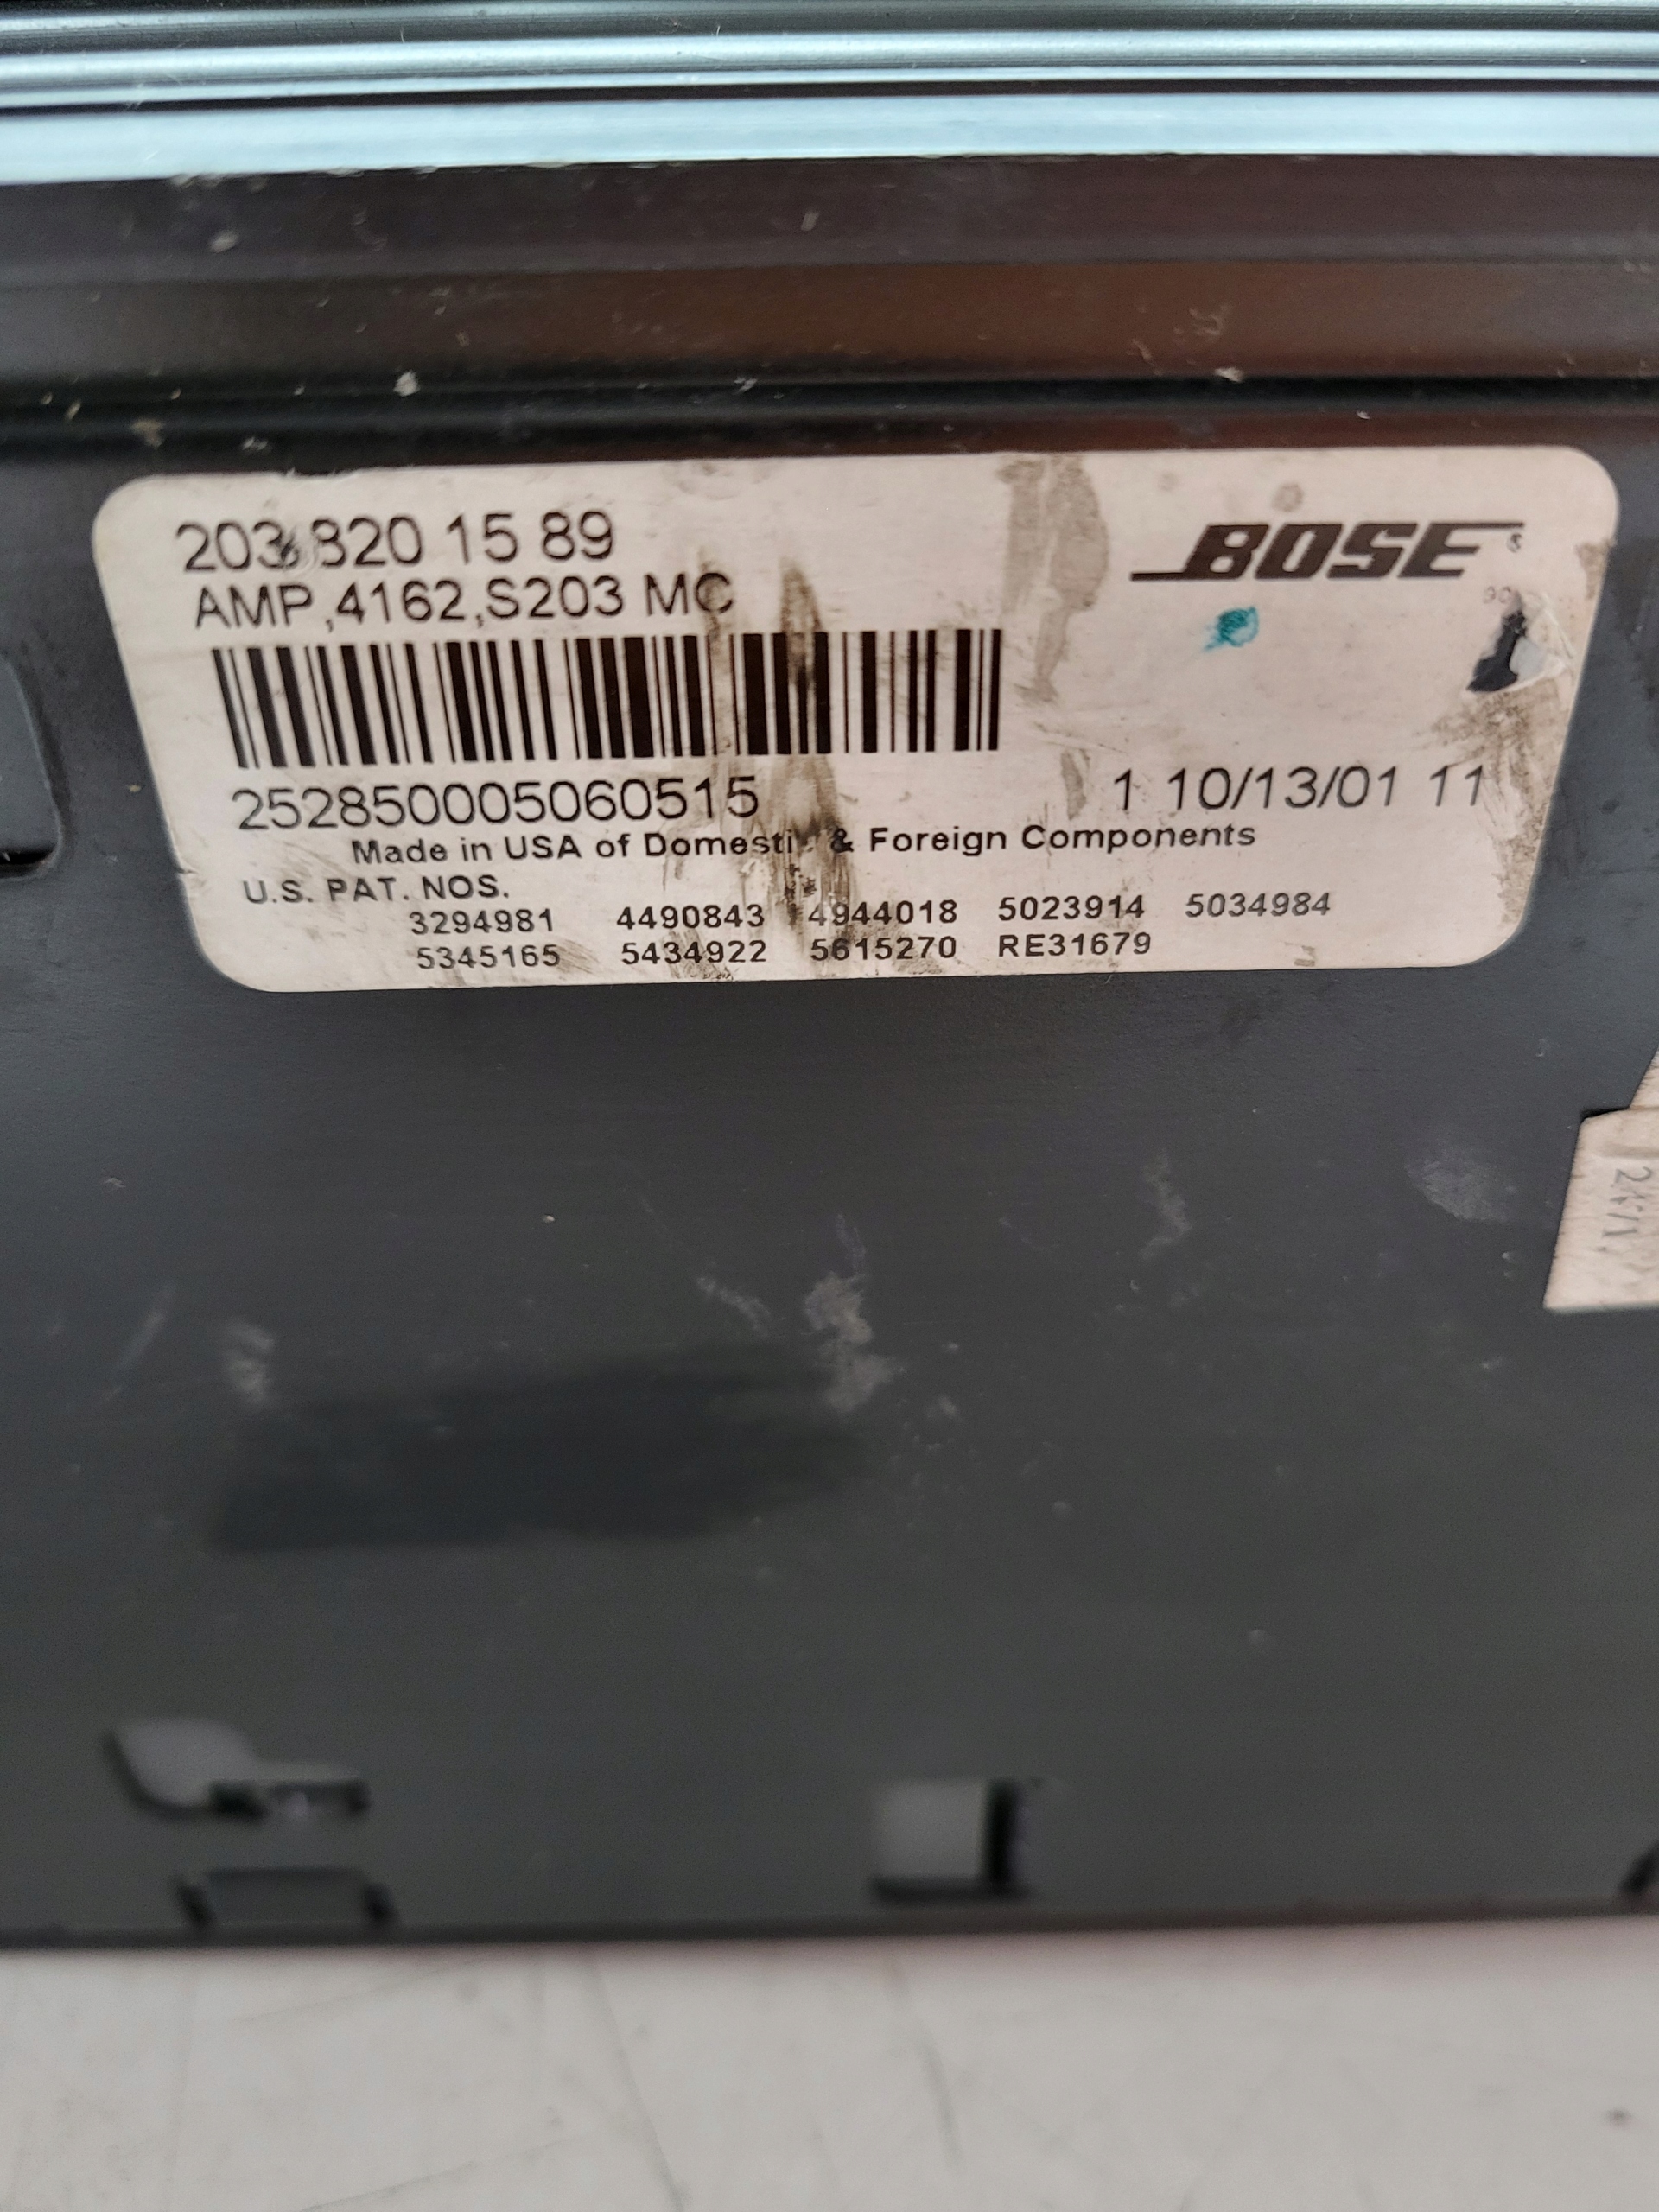 203 820 15 89
BOSE ®
AMP,4162,S203 MC
252850005060515
1 10/13/01 11
Made in USA of Domesti & Foreign Components
U.S. PAT. NOS.
3294981 4490843 4944018 5023914 5034984
5345165 5434922 5615270 RE31679